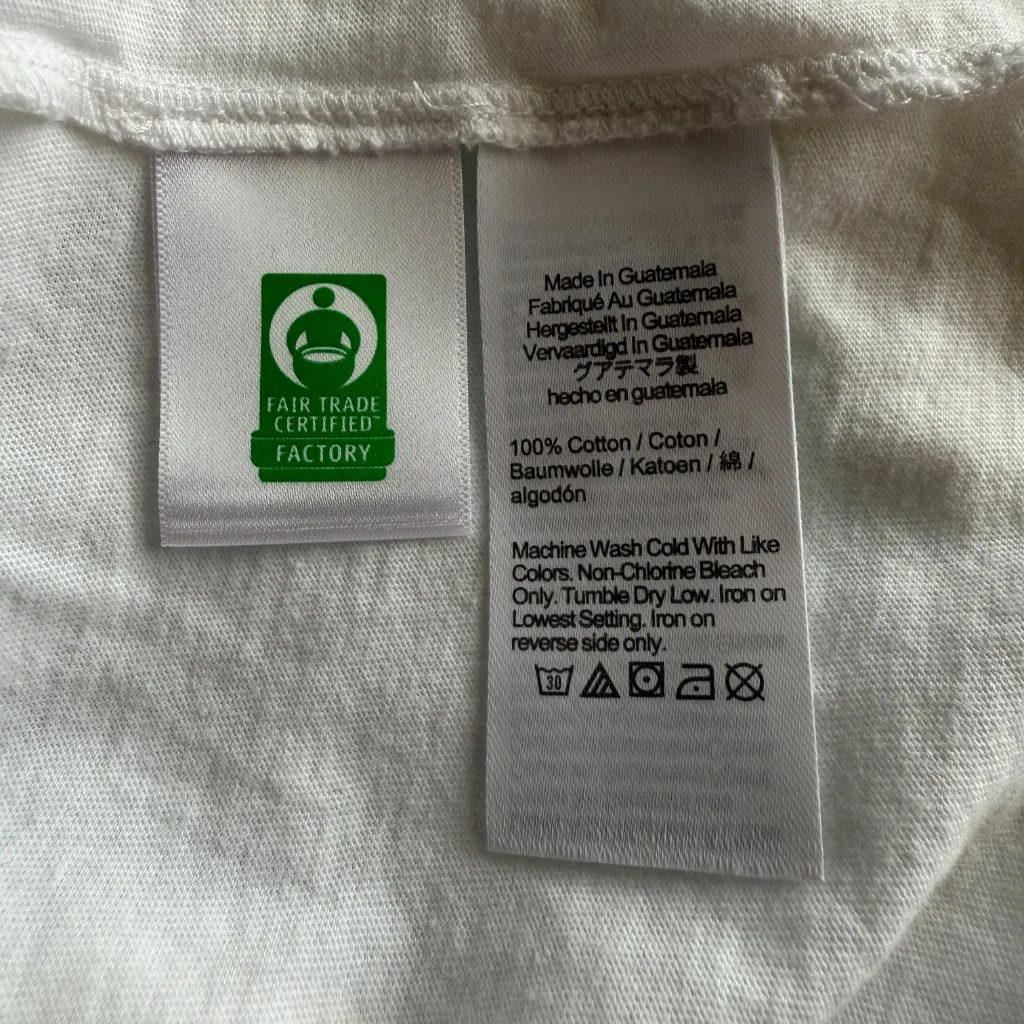 FAIR TRADE
CERTIFIED™
FACTORY
Made In Guatemala
Fabriqué Au Guatemala
Hergestellt In Guatemala
Vervaardigd In Guatemala
グアテマラ製
hecho en guatemala
100% Cotton / Coton /
Baumwolle / Katoen / 綿 /
algodón
Machine Wash Cold With Like
Colors. Non-Chlorine Bleach
Only. Tumble Dry Low. Iron on
Lowest Setting. Iron on
reverse side only.
30